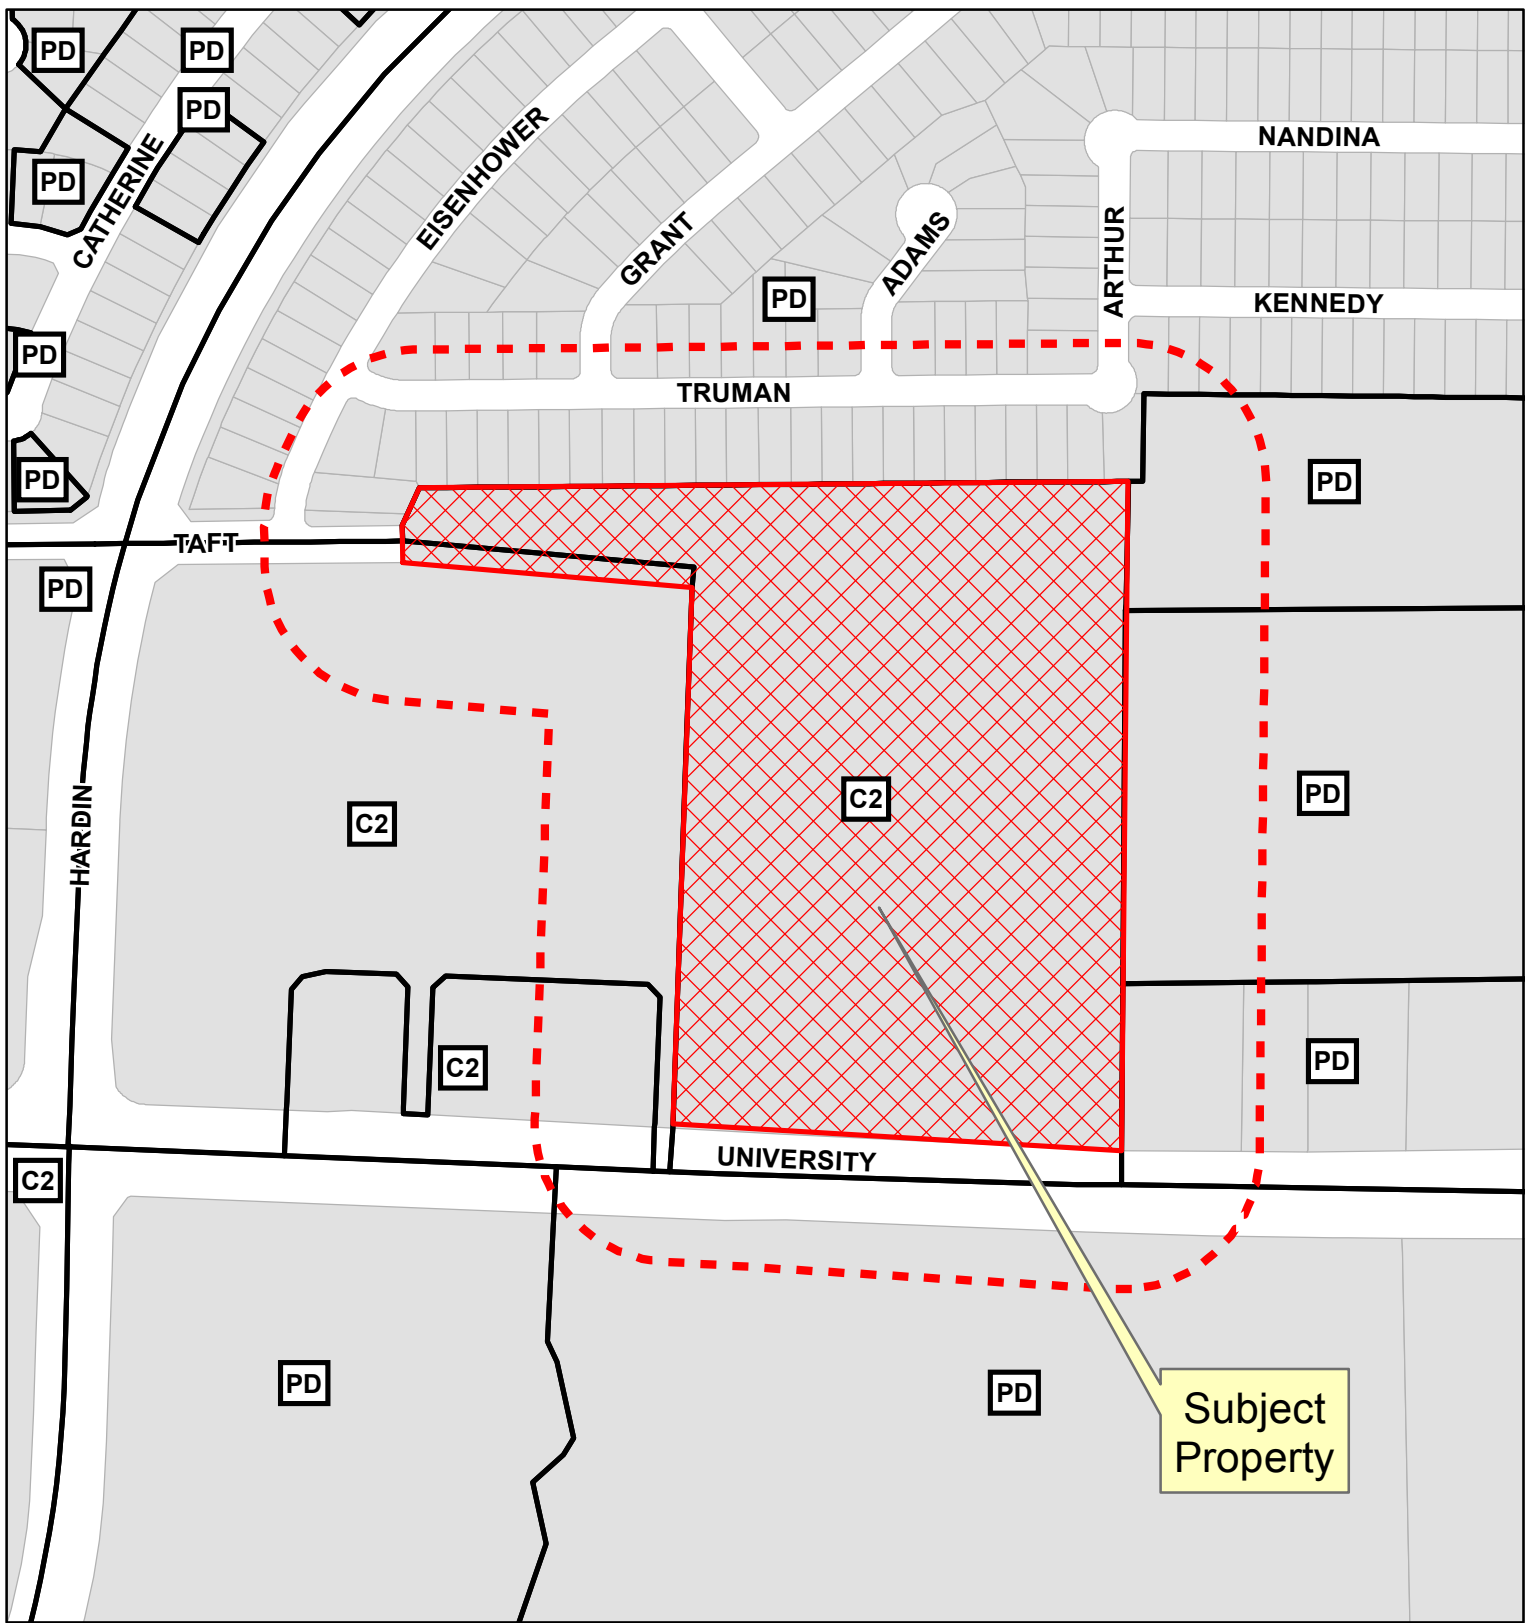 PD
PD
PD
NANDINA
EISENHOWER
PD
CATHERINE
GRANT
ADAMS
ARTHUR
PD
KENNEDY
PD
TRUMAN
PD
PD
TAFT
PD
C2
PD
C2
HARDIN
PD
C2
UNIVERSITY
C2
PD
PD
Subject
Property